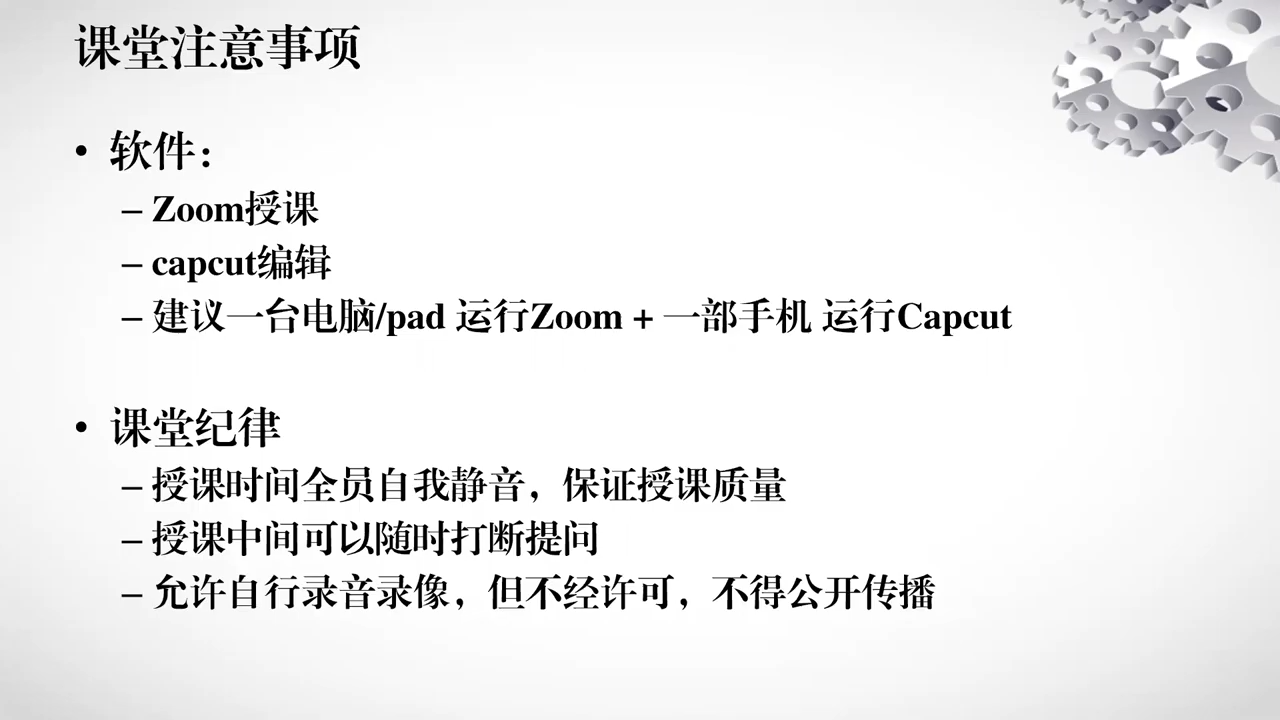 课堂注意事项
• 软件：
– Zoom授课
– capcut编辑
– 建议一台电脑/pad 运行Zoom + 一部手机 运行Capcut
• 课堂纪律
– 授课时间全员自我静音，保证授课质量
– 授课中间可以随时打断提问
– 允许自行录音录像，但不经许可，不得公开传播